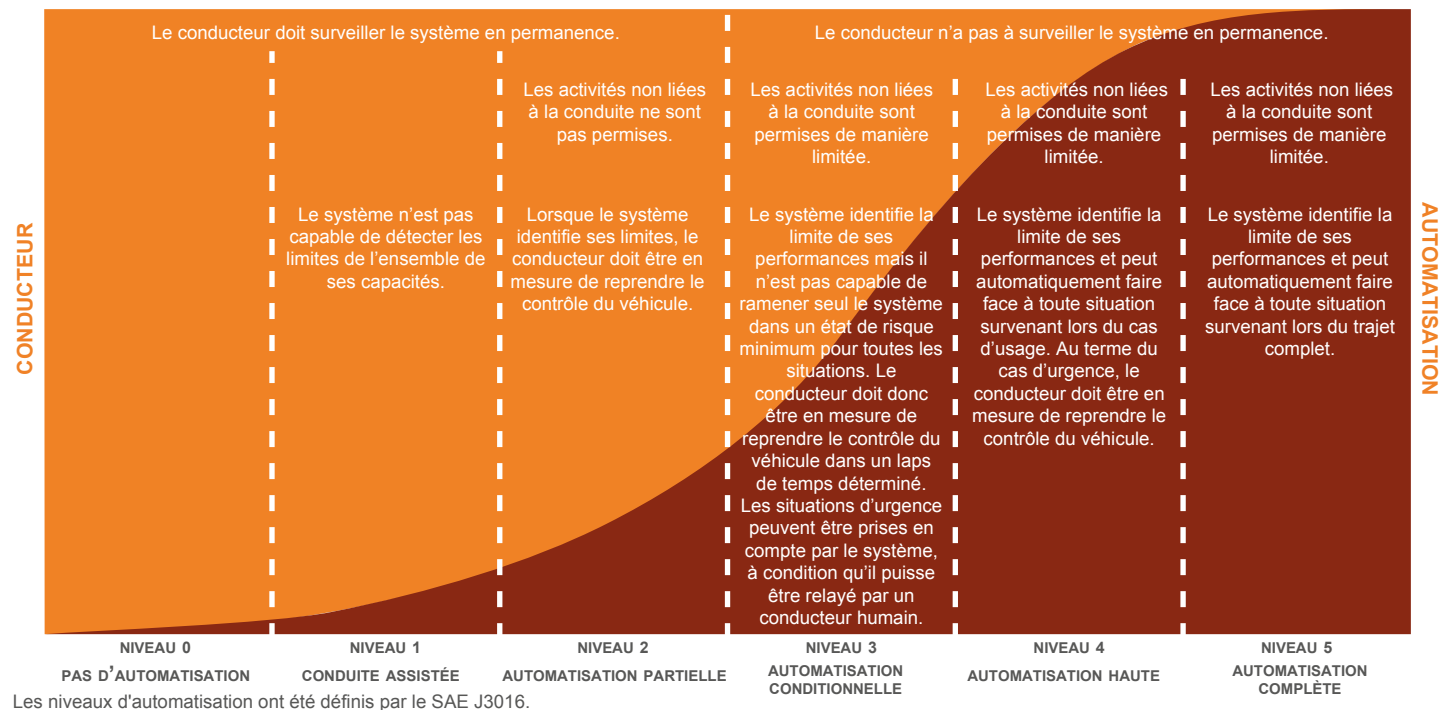 Le conducteur doit surveiller le système en permanence.
Le conducteur n’a pas à surveiller le système en permanence.
Les activités non liées
à la conduite ne sont
pas permises.
Les activités non liées
à la conduite sont
permises de manière
limitée.
Les activités non liées
à la conduite sont
permises de manière
limitée.
Les activités non liées
à la conduite sont
permises de manière
limitée.
CONDUCTEUR
Le système n’est pas
capable de détecter les
limites de l’ensemble de
ses capacités.
Lorsque le système
identifie ses limites, le
conducteur doit être en
mesure de reprendre le
contrôle du véhicule.
Le système identifie la
limite de ses
performances mais il
n’est pas capable de
ramener seul le système
dans un état de risque
minimum pour toutes les
situations. Le
conducteur doit donc
être en mesure de
reprendre le contrôle du
véhicule dans un laps
de temps déterminé.
Les situations d’urgence
peuvent être prises en
compte par le système,
à condition qu’il puisse
être relayé par un
conducteur humain.
Le système identifie la
limite de ses
performances et peut
automatiquement faire
face à toute situation
survenant lors du cas
d’usage. Au terme du
cas d’urgence, le
conducteur doit être en
mesure de reprendre le
contrôle du véhicule.
Le système identifie la
limite de ses
performances et peut
automatiquement faire
face à toute situation
survenant lors du trajet
complet.
AUTOMATISATION
NIVEAU 0
PAS D’AUTOMATISATION
NIVEAU 1
CONDUITE ASSISTÉE
NIVEAU 2
AUTOMATISATION PARTIELLE
NIVEAU 3
AUTOMATISATION
CONDITIONNELLE
NIVEAU 4
AUTOMATISATION HAUTE
NIVEAU 5
AUTOMATISATION
COMPLÈTE
Les niveaux d'automatisation ont été définis par le SAE J3016.